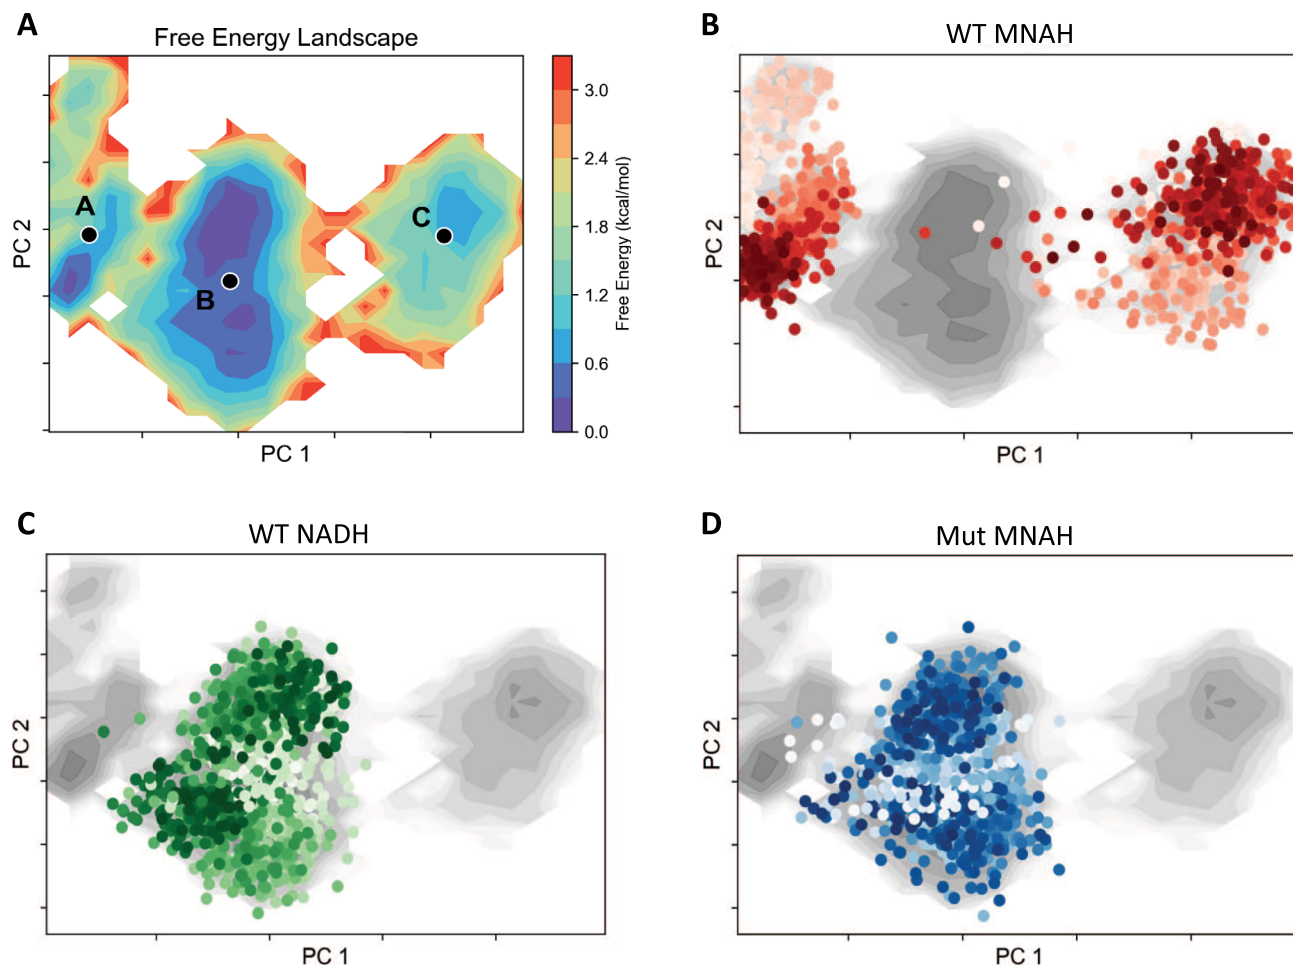 A
Free Energy Landscape
A
B
C
PC 2
PC 1
3.0
2.4
1.8
1.2
0.6
0.0
Free Energy (kcal/mol)
B
WT MNAH
PC 2
PC 1
C
WT NADH
PC 2
PC 1
D
Mut MNAH
PC 2
PC 1